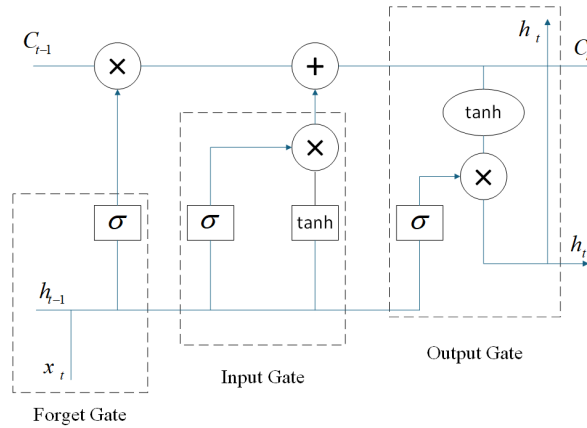 h_t
C_{t-1} × + C_t
tanh
× ×
σ σ tanh σ
h_t
h_{t-1}
x_t
Output Gate
Input Gate
Forget Gate